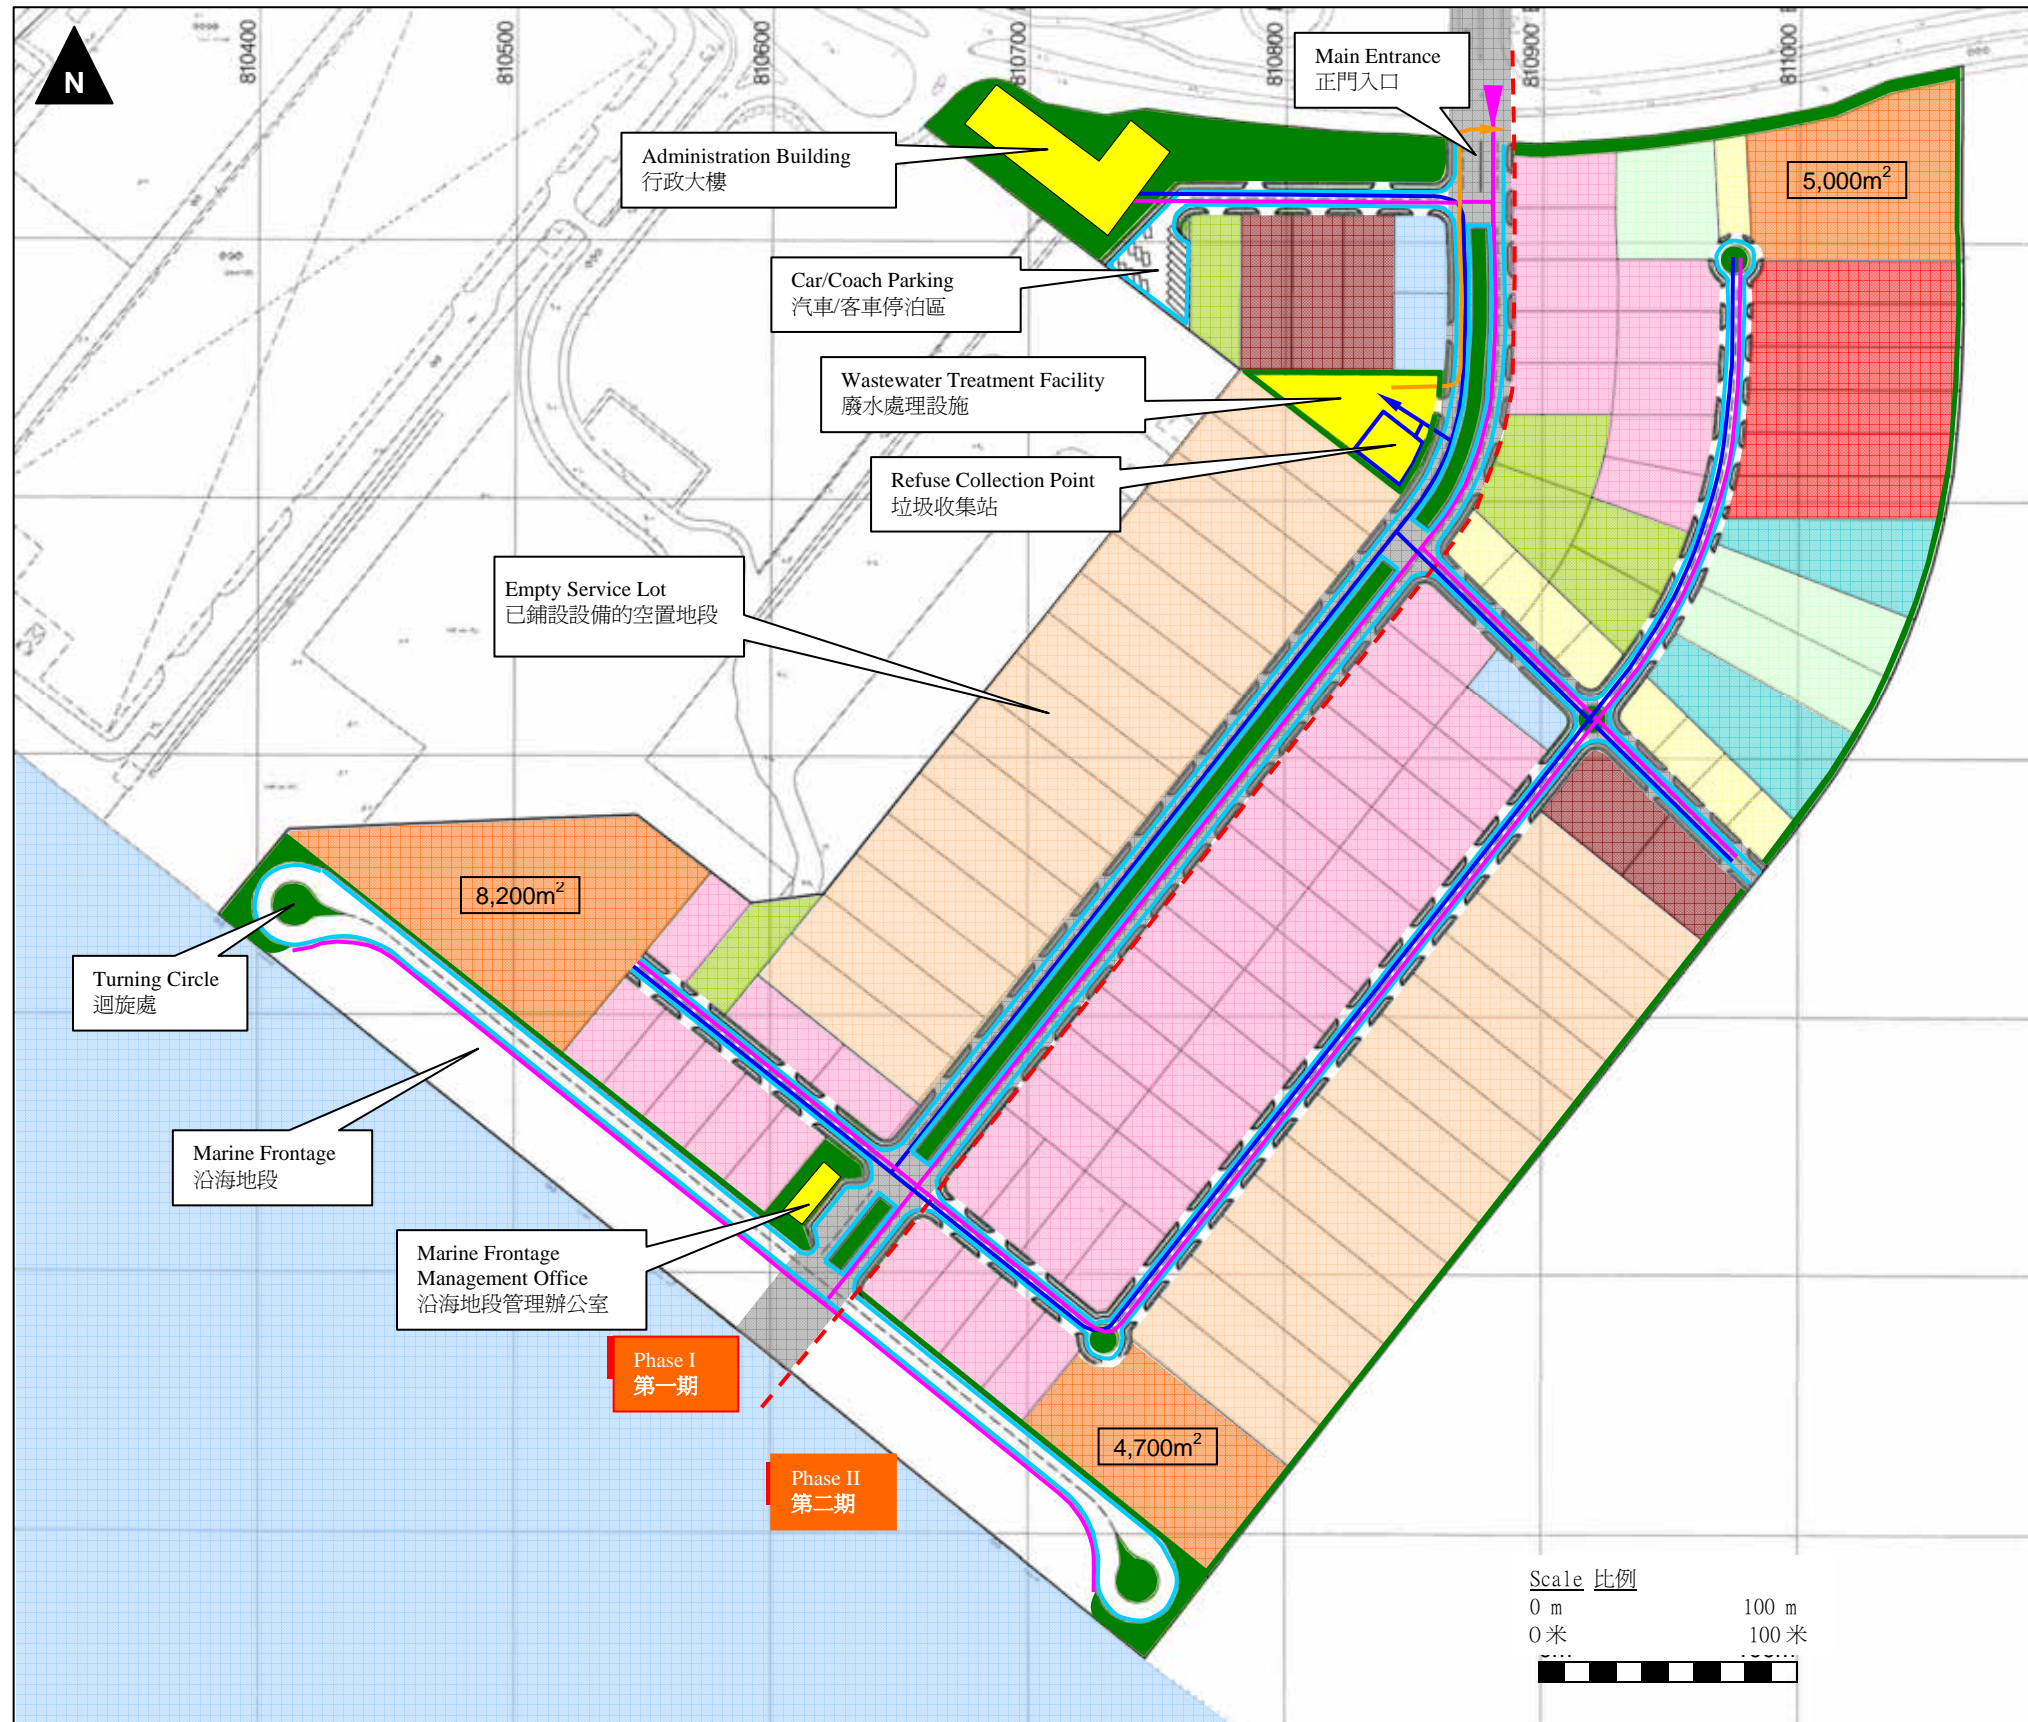 810400
810500
810600
810700
810800
810900
811000
N
Main Entrance
正門入口
Administration Building
行政大樓
5,000m²
Car/Coach Parking
汽車/客車停泊區
Wastewater Treatment Facility
廢水處理設施
Refuse Collection Point
垃圾收集站
Empty Service Lot
已鋪設設備的空置地段
8,200m²
Turning Circle
迴旋處
Marine Frontage
沿海地段
Marine Frontage
Management Office
沿海地段管理辦公室
Phase I
第一期
4,700m²
Phase II
第二期
Scale 比例
0 m 100 m
0米 100米